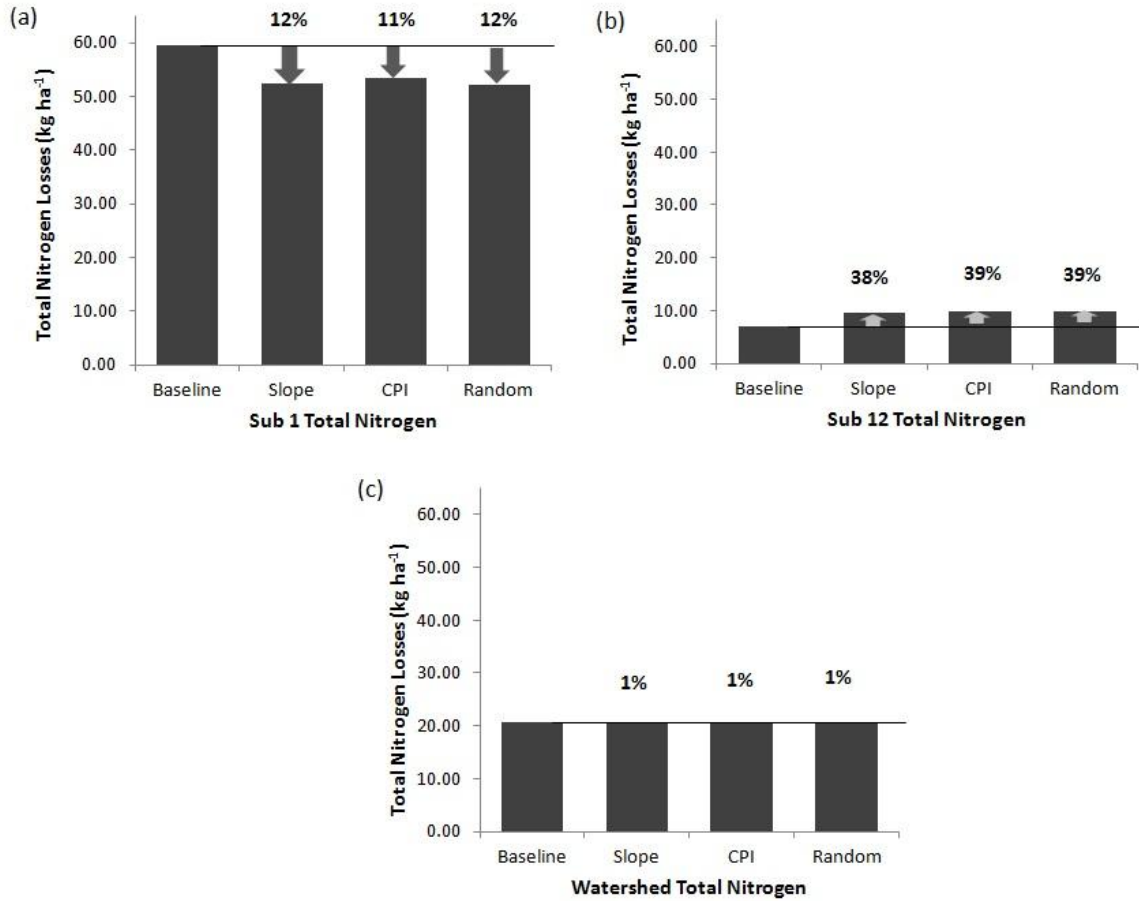 (a)
12% 11% 12%
60.00
50.00
40.00
30.00
20.00
10.00
0.00
Total Nitrogen Losses (kg ha-1)
Baseline Slope CPI Random
Sub 1 Total Nitrogen
(b)
60.00
50.00
40.00
30.00
20.00
10.00
0.00
Total Nitrogen Losses (kg ha-1)
38% 39% 39%
Baseline Slope CPI Random
Sub 12 Total Nitrogen
(c)
60.00
50.00
40.00
30.00
20.00
10.00
0.00
Total Nitrogen Losses (kg ha-1)
1% 1% 1%
Baseline Slope CPI Random
Watershed Total Nitrogen